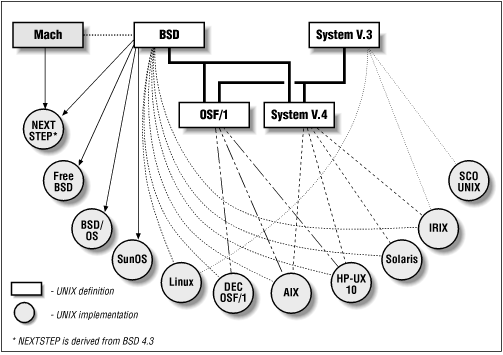 Mach
BSD
System V.3
OSF/1
System V.4
NEXT
STEP*
Free
BSD
BSD/
OS
SunOS
Linux
DEC
OSF/1
AIX
HP-UX
10
Solaris
IRIX
SCO
UNIX
- UNIX definition
- UNIX implementation
* NEXTSTEP is derived from BSD 4.3